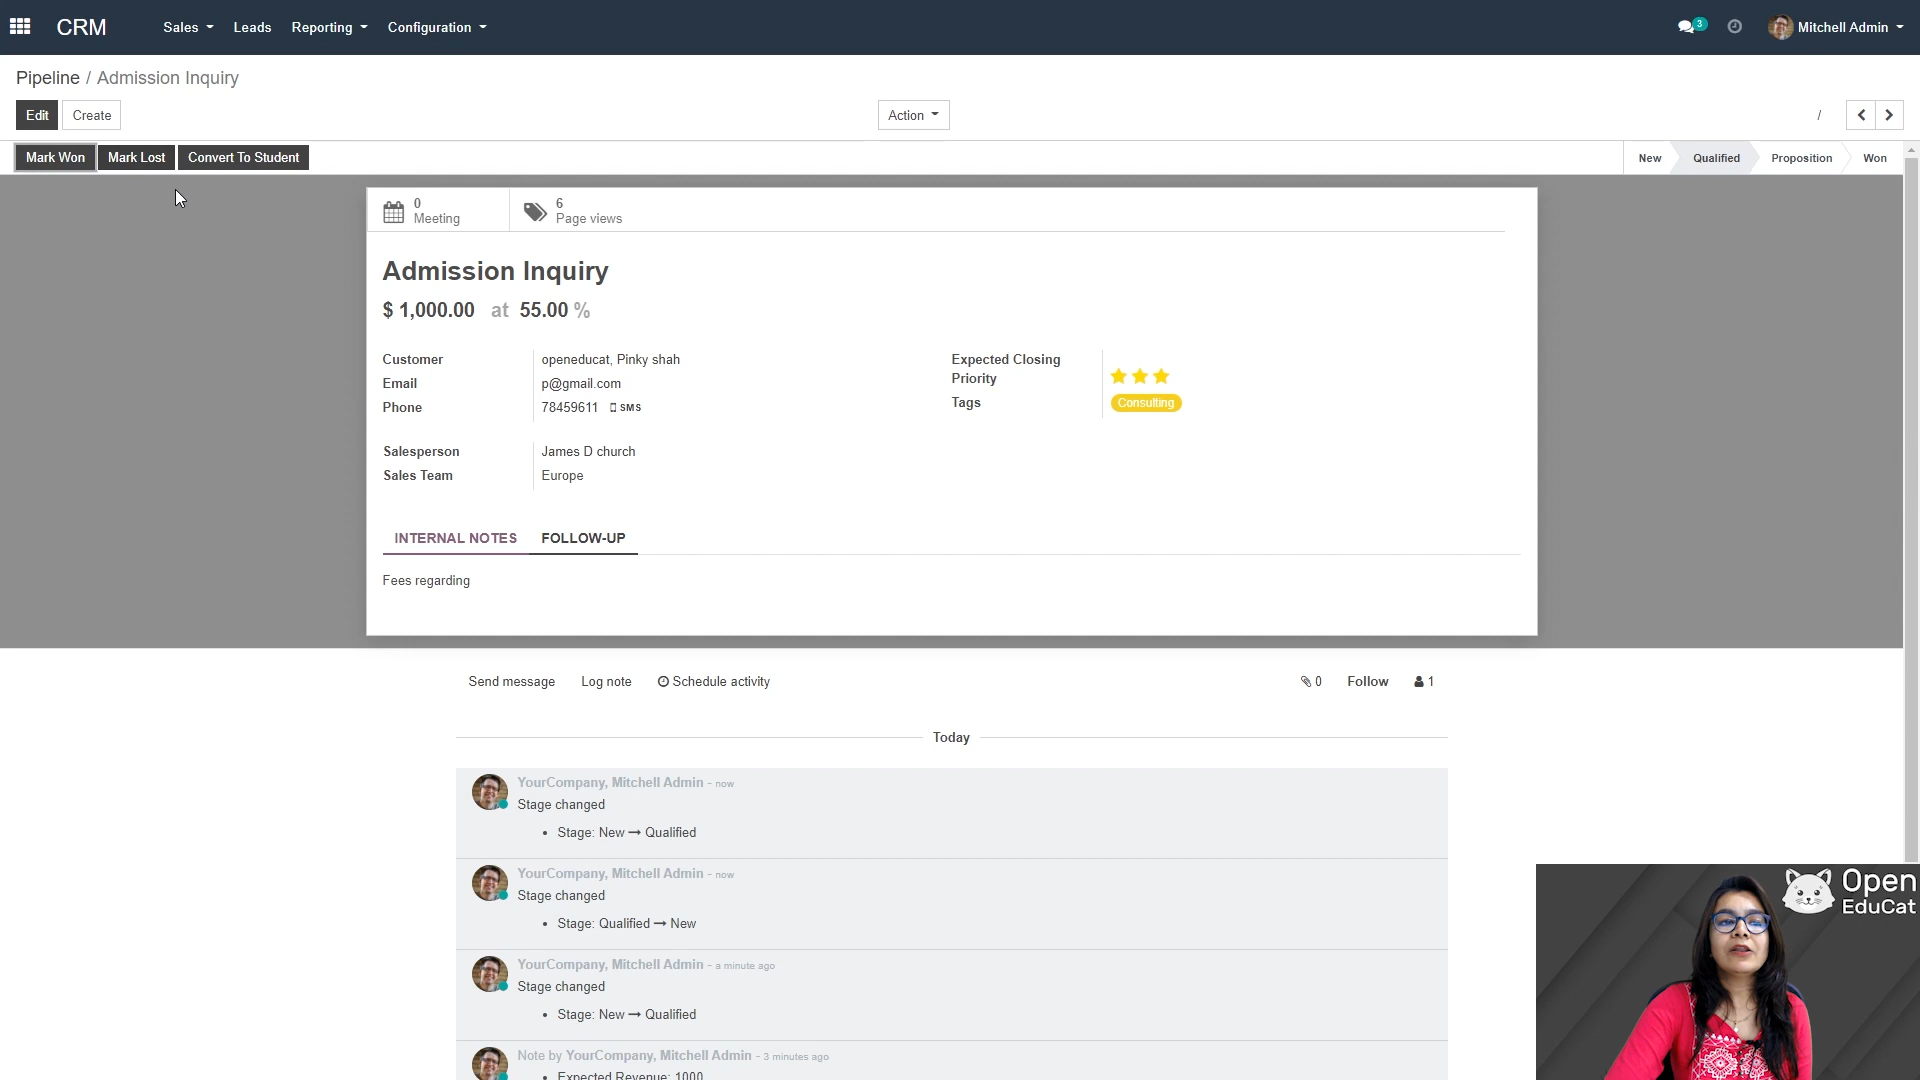 CRM Sales Leads Reporting Configuration 3 Mitchell Admin
Pipeline / Admission Inquiry
Edit Create Action /
Mark Won Mark Lost Convert To Student New Qualified Proposition Won
0 Meeting
6 Page views
Admission Inquiry
$ 1,000.00 at 55.00 %
Customer openeducat, Pinky shah
Email p@gmail.com
Phone 78459611 SMS
Expected Closing
Priority
Tags Consulting
Salesperson James D church
Sales Team Europe
INTERNAL NOTES FOLLOW-UP
Fees regarding
Send message Log note Schedule activity 0 Follow 1
Today
YourCompany, Mitchell Admin - now
Stage changed
• Stage: New → Qualified
YourCompany, Mitchell Admin - now
Stage changed
• Stage: Qualified → New
YourCompany, Mitchell Admin - a minute ago
Stage changed
• Stage: New → Qualified
Note by YourCompany, Mitchell Admin - 3 minutes ago
• Expected Revenue: 1000
Open
EduCat